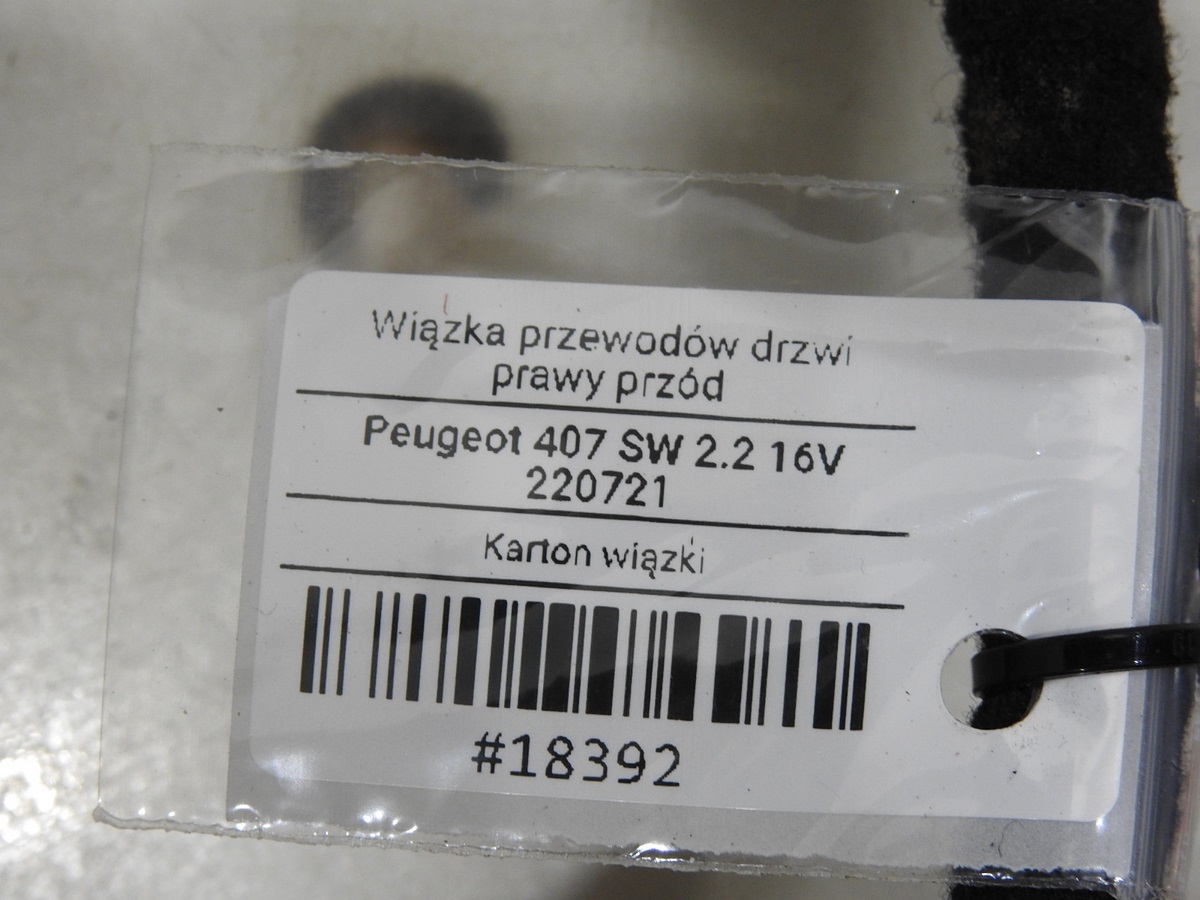 Wiązka przewodów drzwi
prawy przód
Peugeot 407 SW 2.2 16V
220721
Karton wiązki
#18392